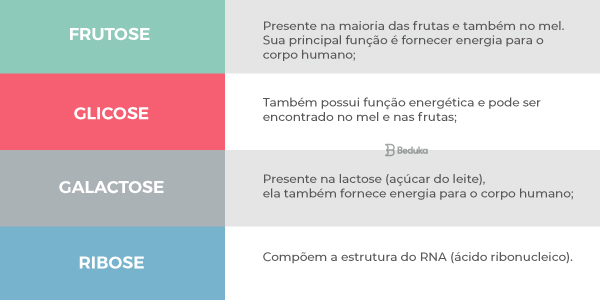 FRUTOSE
Presente na maioria das frutas e também no mel.
Sua principal função é fornecer energia para o
corpo humano;
GLICOSE
Também possui função energética e pode ser
encontrado no mel e nas frutas;
Beduka
GALACTOSE
Presente na lactose (açúcar do leite),
ela também fornece energia para o corpo humano;
RIBOSE
Compõem a estrutura do RNA (ácido ribonucleico).